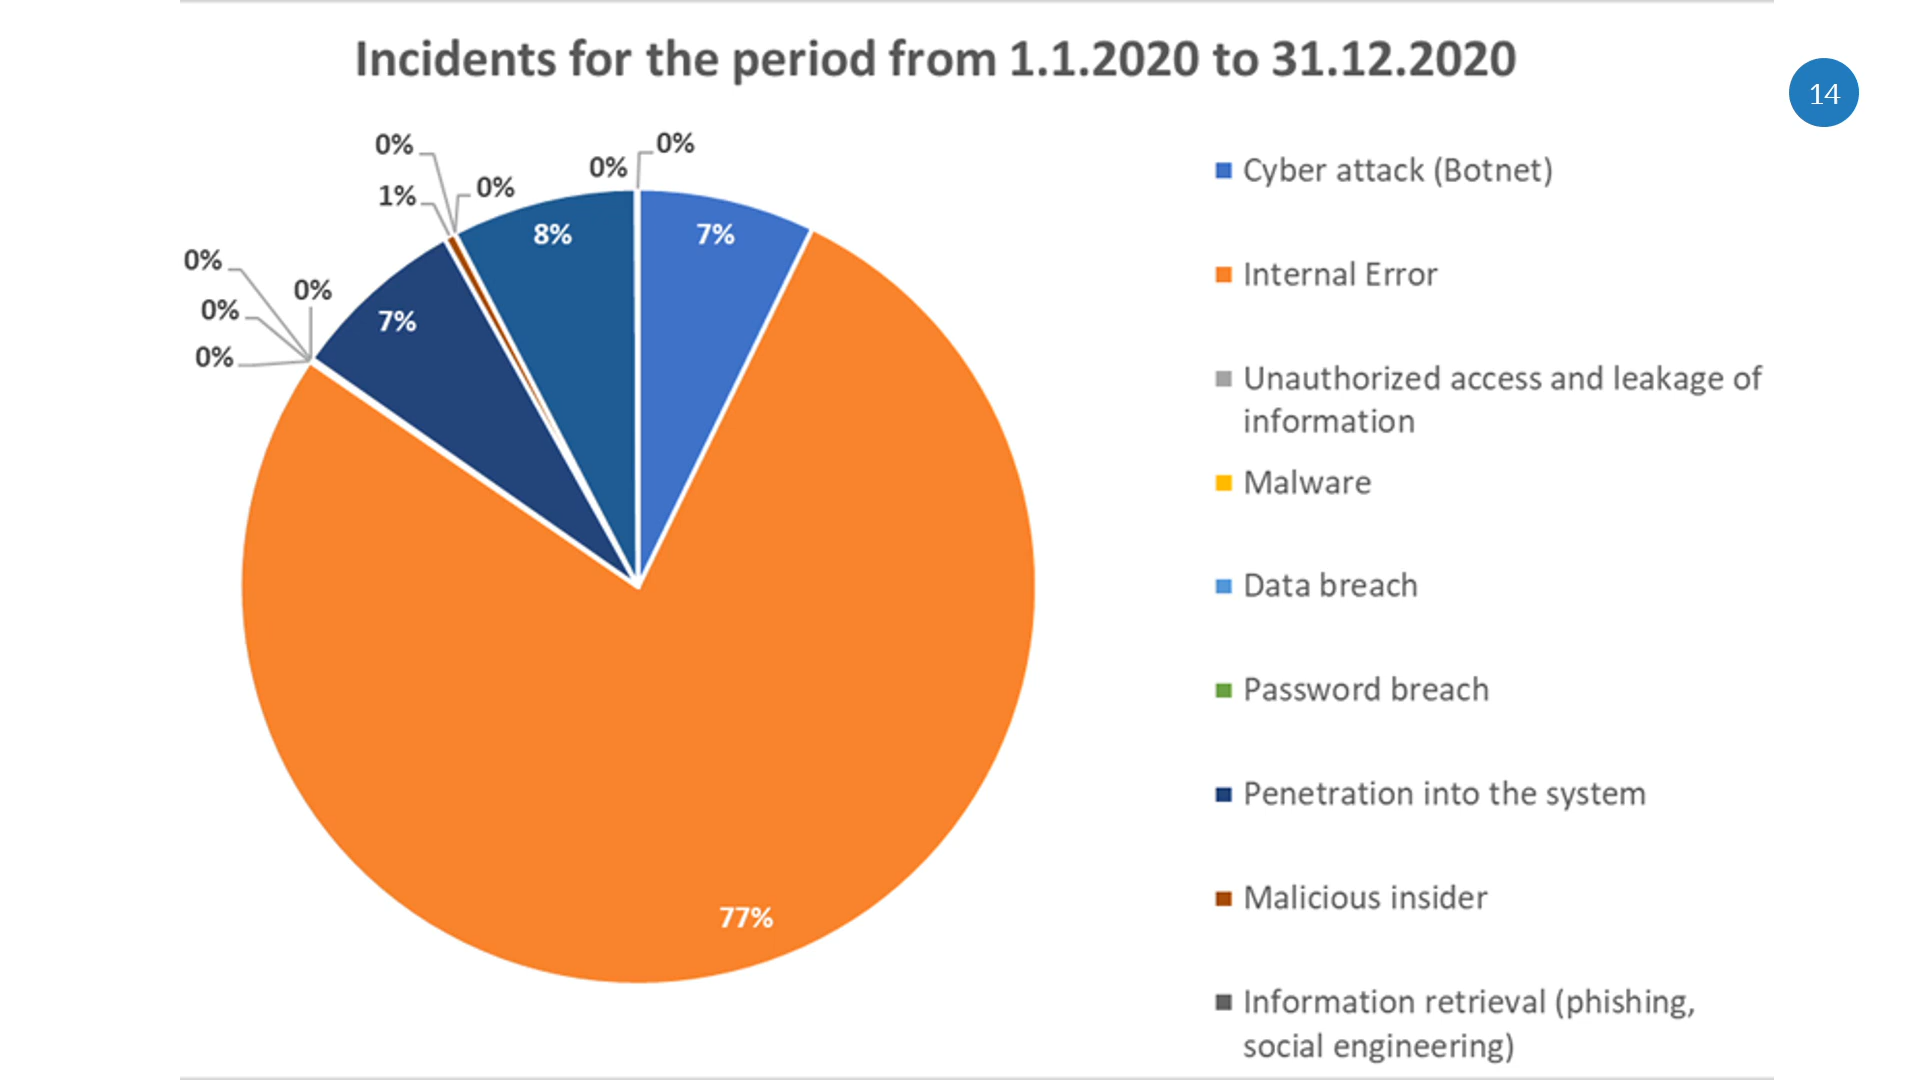 Incidents for the period from 1.1.2020 to 31.12.2020
14
0%
0%
0%
1%
0%
8%
7%
0%
0%
0%
7%
0%
77%
Cyber attack (Botnet)
Internal Error
Unauthorized access and leakage of
information
Malware
Data breach
Password breach
Penetration into the system
Malicious insider
Information retrieval (phishing,
social engineering)